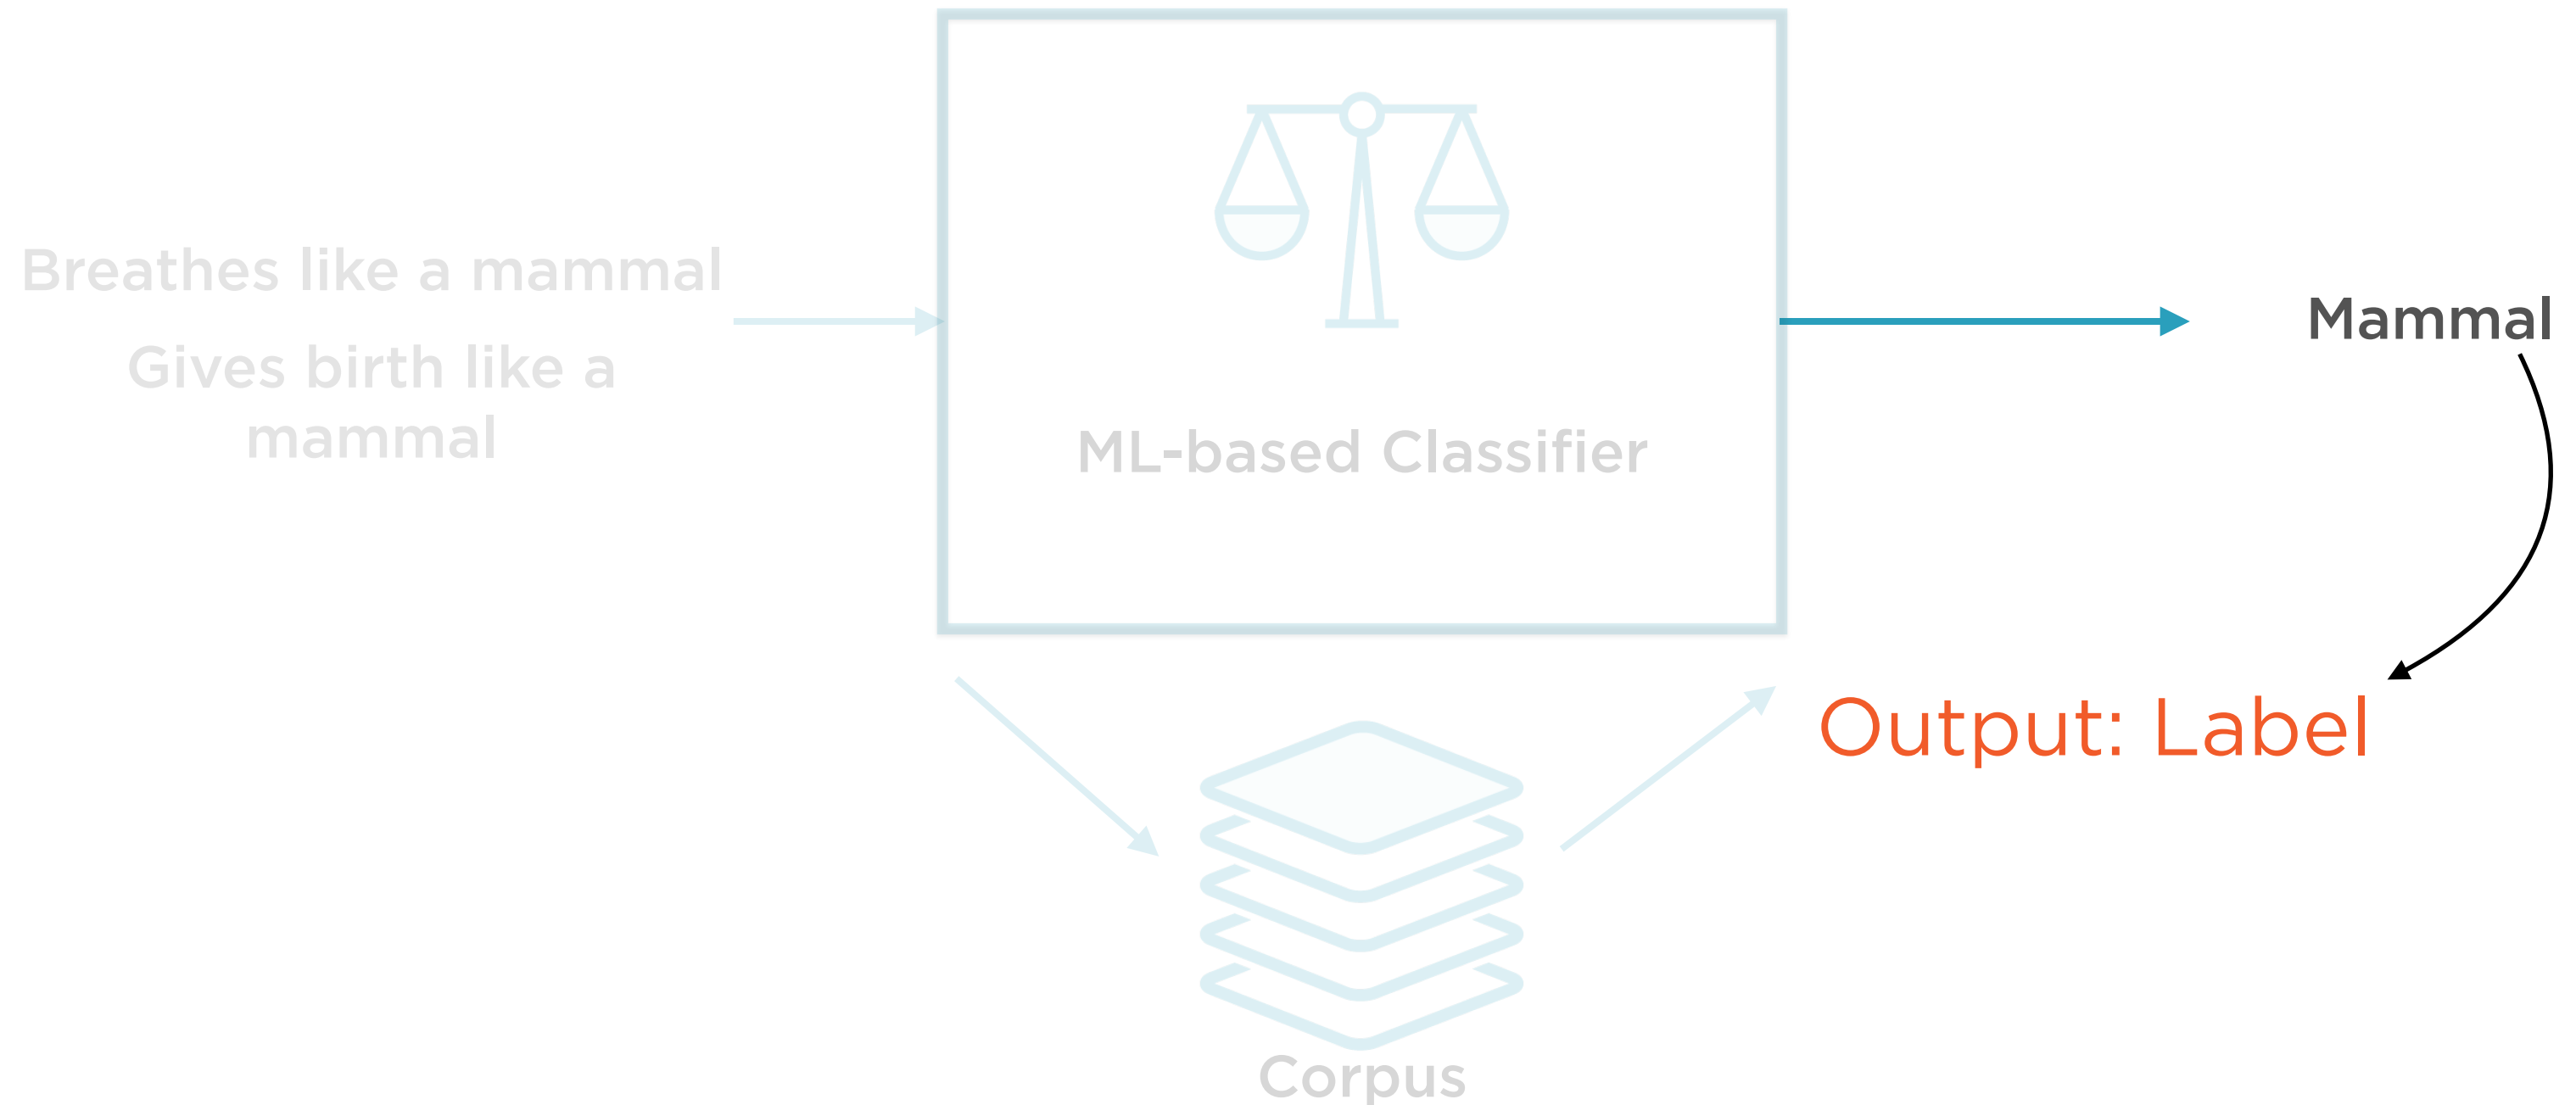 Breathes like a mammal
Gives birth like a
mammal
ML-based Classifier
Mammal
Output: Label
Corpus